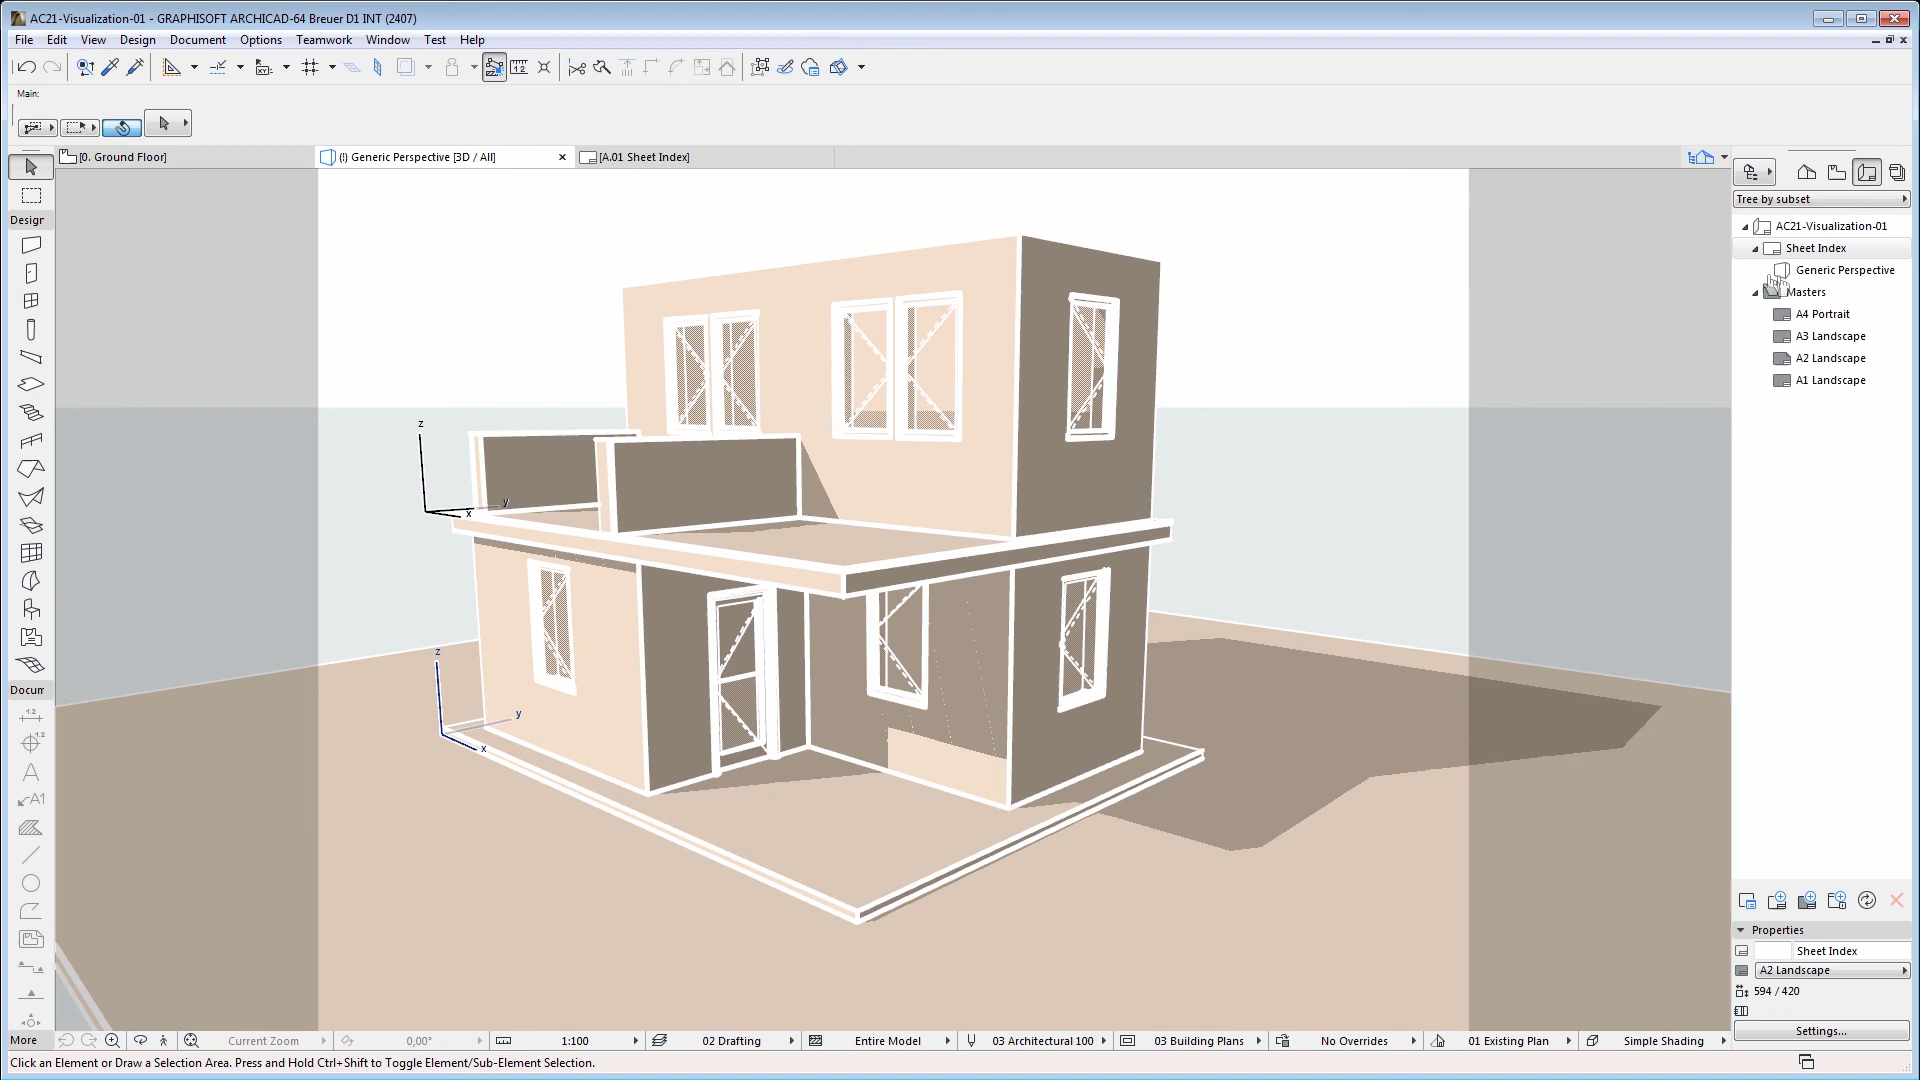 AC21-Visualization-01 - GRAPHISOFT ARCHICAD-64 Breuer D1 INT (2407)
File Edit View Design Document Options Teamwork Window Test Help
Main:
[0. Ground Floor] (!) Generic Perspective [3D / All] [A.01 Sheet Index]
Tree by subset
AC21-Visualization-01
Sheet Index
Generic Perspective
Masters
A4 Portrait
A3 Landscape
A2 Landscape
A1 Landscape
Design
z
y
x
z
y
x
Docum
1.2
1.2
A
A1
More
Properties
Sheet Index
A2 Landscape
594 / 420
Settings...
Current Zoom 0,00° 1:100 02 Drafting Entire Model 03 Architectural 100 03 Building Plans No Overrides 01 Existing Plan Simple Shading
Click an Element or Draw a Selection Area. Press and Hold Ctrl+Shift to Toggle Element/Sub-Element Selection.